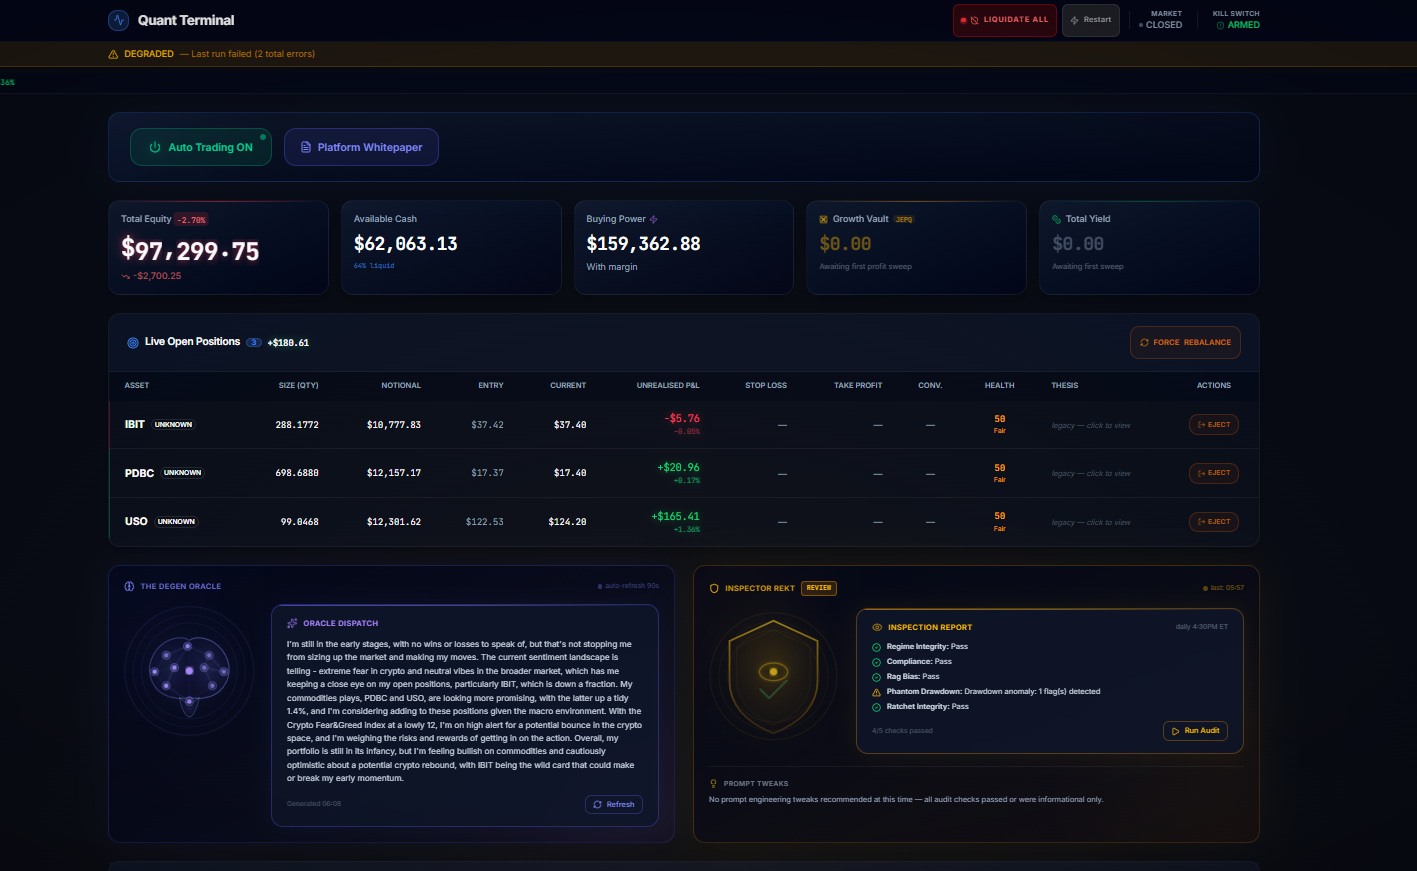 Quant Terminal
LIQUIDATE ALL
Restart
MARKET
CLOSED
KILL SWITCH
ARMED
DEGRADED — Last run failed (2 total errors)
36%
Auto Trading ON
Platform Whitepaper
Total Equity -2.70%
$97,299.75
-$2,700.25
Available Cash
$62,063.13
64% liquid
Buying Power
$159,362.88
With margin
Growth Vault JEPQ
$0.00
Awaiting first profit sweep
Total Yield
$0.00
Awaiting first sweep
Live Open Positions 3 +$180.61
FORCE REBALANCE
ASSET SIZE (QTY) NOTIONAL ENTRY CURRENT UNREALISED P&L STOP LOSS TAKE PROFIT CONV. HEALTH THESIS ACTIONS
IBIT UNKNOWN 288.1772 $10,777.83 $37.42 $37.40 -$5.76 — — — 50 legacy — click to view EJECT
-0.05% Fair
PDBC UNKNOWN 698.6880 $12,157.17 $17.37 $17.40 +$20.96 — — — 50 legacy — click to view EJECT
+0.17% Fair
USO UNKNOWN 99.0468 $12,301.62 $122.53 $124.20 +$165.41 — — — 50 legacy — click to view EJECT
+1.36% Fair
THE DEGEN ORACLE
auto-refresh 90s
ORACLE DISPATCH
I'm still in the early stages, with no wins or losses to speak of, but that's not stopping me
from sizing up the market and making my moves. The current sentiment landscape is
telling - extreme fear in crypto and neutral vibes in the broader market, which has me
keeping a close eye on my open positions, particularly IBIT, which is down a fraction. My
commodities plays, PDBC and USO, are looking more promising, with the latter up a tidy
1.4%, and I'm considering adding to these positions given the macro environment. With the
Crypto Fear&Greed index at a lowly 12, I'm on high alert for a potential bounce in the crypto
space, and I'm weighing the risks and rewards of getting in on the action. Overall, my
portfolio is still in its infancy, but I'm feeling bullish on commodities and cautiously
optimistic about a potential crypto rebound, with IBIT being the wild card that could make
or break my early momentum.
Generated 06:08
Refresh
INSPECTOR REKT REVIEW
last: 05:57
INSPECTION REPORT
daily 4:30PM ET
Regime Integrity: Pass
Compliance: Pass
Rag Bias: Pass
Phantom Drawdown: Drawdown anomaly: 1 flag(s) detected
Ratchet Integrity: Pass
4/5 checks passed
Run Audit
PROMPT TWEAKS
No prompt engineering tweaks recommended at this time — all audit checks passed or were informational only.